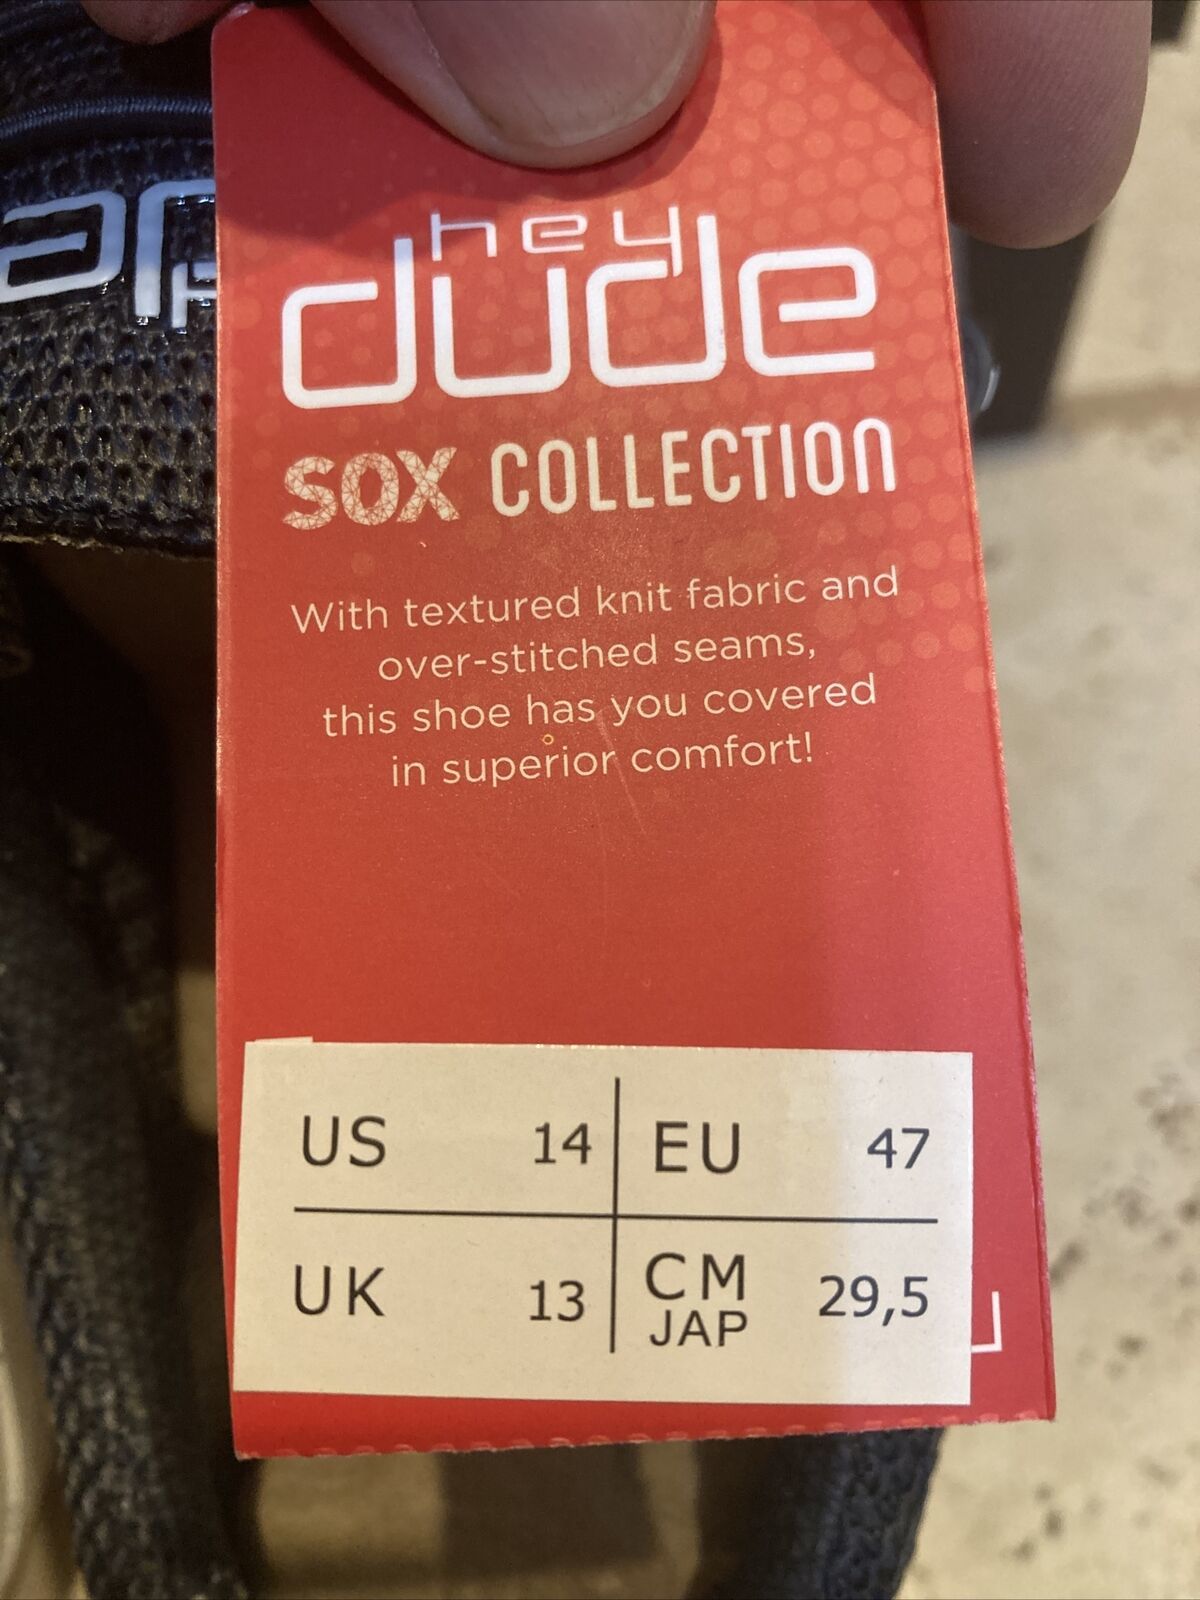 hey
dude
SOX COLLECTION
With textured knit fabric and
over-stitched seams,
this shoe has you covered
in superior comfort!
US 14 EU 47
UK 13 CM JAP 29,5